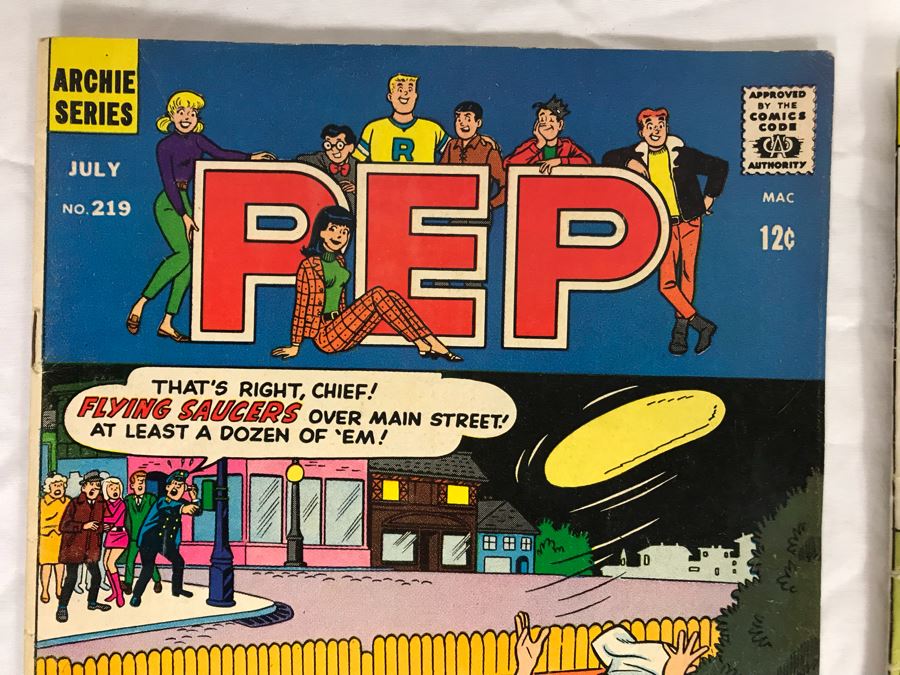 ARCHIE
SERIES
JULY
NO. 219
R
PEP
APPROVED
BY THE
COMICS
CODE
CA
AUTHORITY
MAC
12¢
THAT'S RIGHT, CHIEF!
FLYING SAUCERS OVER MAIN STREET!
AT LEAST A DOZEN OF 'EM!